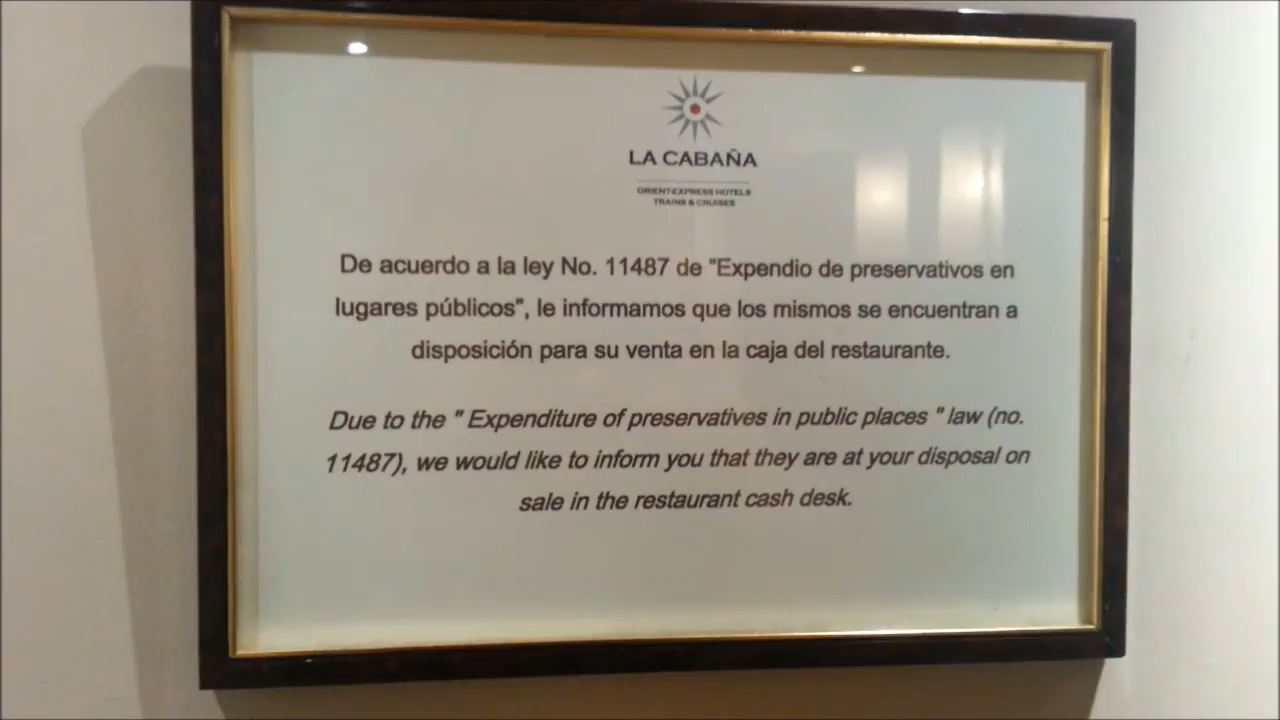 LA CABAÑA
ORIENT-EXPRESS HOTELS
TRAINS & CRUISES
De acuerdo a la ley No. 11487 de "Expendio de preservativos en
lugares públicos", le informamos que los mismos se encuentran a
disposición para su venta en la caja del restaurante.
Due to the " Expenditure of preservatives in public places " law (no.
11487), we would like to inform you that they are at your disposal on
sale in the restaurant cash desk.